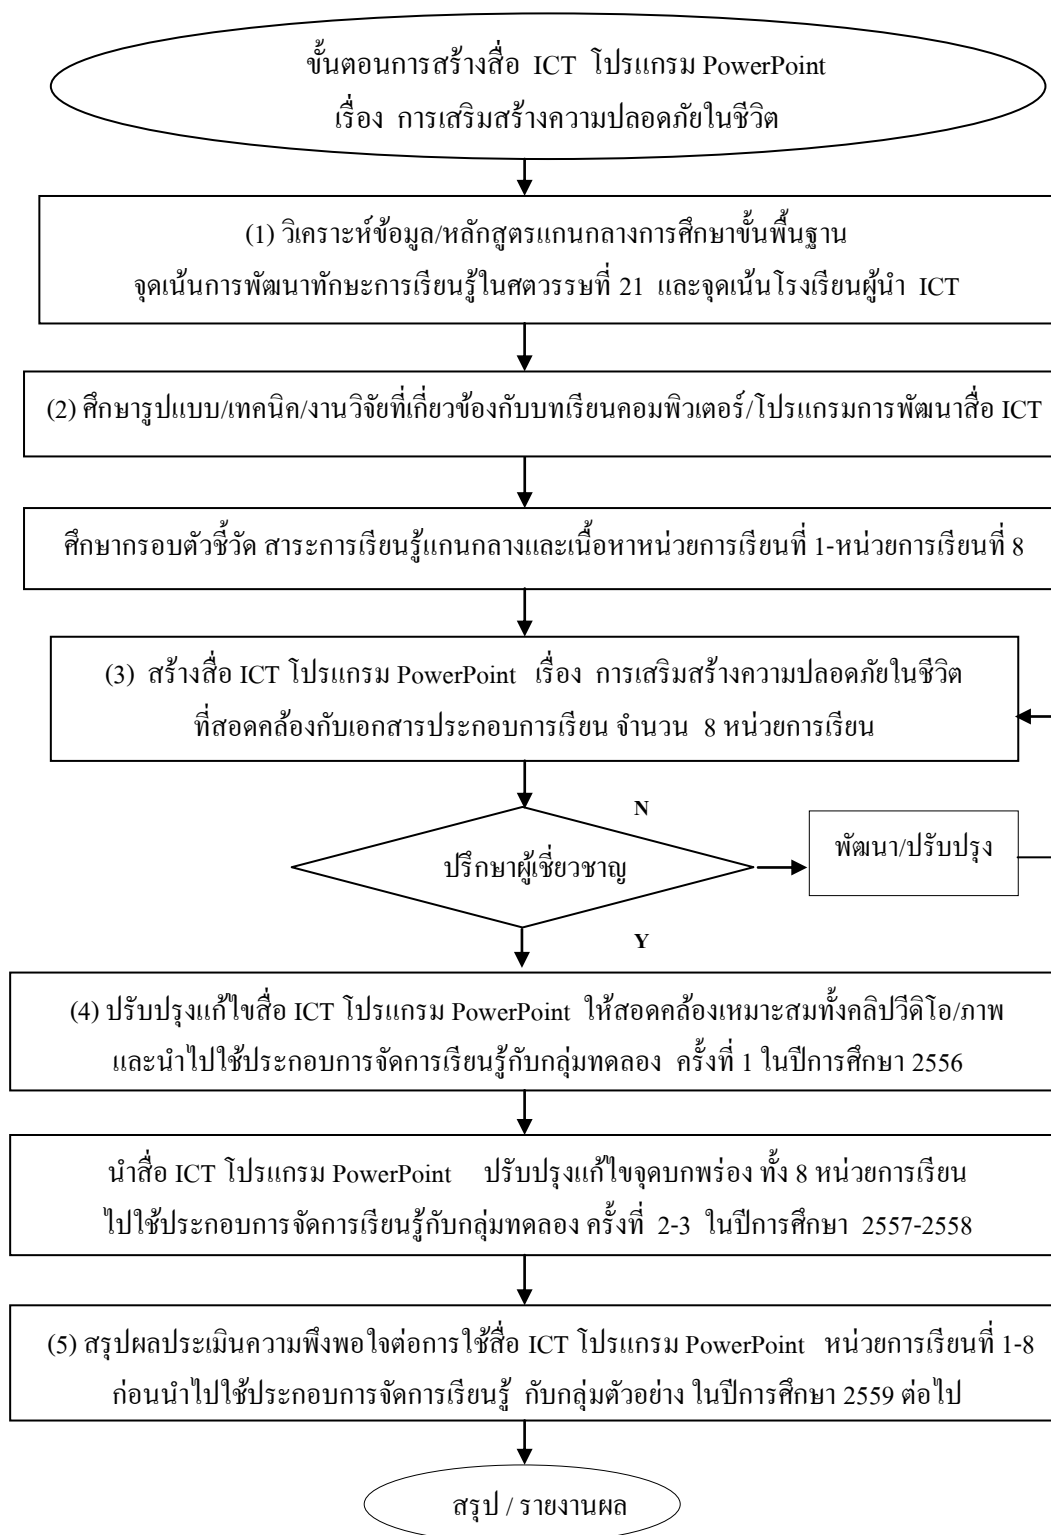 ขั้นตอนการสร้างสื่อ ICT โปรแกรม PowerPoint
เรื่อง การเสริมสร้างความปลอดภัยในชีวิต
(1) วิเคราะห์ข้อมูล/หลักสูตรแกนกลางการศึกษาขั้นพื้นฐาน
จุดเน้นการพัฒนาทักษะการเรียนรู้ในศตวรรษที่ 21 และจุดเน้นโรงเรียนผู้นำ ICT
(2) ศึกษารูปแบบ/เทคนิค/งานวิจัยที่เกี่ยวข้องกับบทเรียนคอมพิวเตอร์/โปรแกรมการพัฒนาสื่อ ICT
ศึกษากรอบตัวชี้วัด สาระการเรียนรู้แกนกลางและเนื้อหาหน่วยการเรียนที่ 1-หน่วยการเรียนที่ 8
(3) สร้างสื่อ ICT โปรแกรม PowerPoint เรื่อง การเสริมสร้างความปลอดภัยในชีวิต
ที่สอดคล้องกับเอกสารประกอบการเรียน จำนวน 8 หน่วยการเรียน
N
ปรึกษาผู้เชี่ยวชาญ
พัฒนา/ปรับปรุง
Y
(4) ปรับปรุงแก้ไขสื่อ ICT โปรแกรม PowerPoint ให้สอดคล้องเหมาะสมทั้งคลิปวีดิโอ/ภาพ
และนำไปใช้ประกอบการจัดการเรียนรู้กับกลุ่มทดลอง ครั้งที่ 1 ในปีการศึกษา 2556
นำสื่อ ICT โปรแกรม PowerPoint ปรับปรุงแก้ไขจุดบกพร่อง ทั้ง 8 หน่วยการเรียน
ไปใช้ประกอบการจัดการเรียนรู้กับกลุ่มทดลอง ครั้งที่ 2-3 ในปีการศึกษา 2557-2558
(5) สรุปผลประเมินความพึงพอใจต่อการใช้สื่อ ICT โปรแกรม PowerPoint หน่วยการเรียนที่ 1-8
ก่อนนำไปใช้ประกอบการจัดการเรียนรู้ กับกลุ่มตัวอย่าง ในปีการศึกษา 2559 ต่อไป
สรุป / รายงานผล